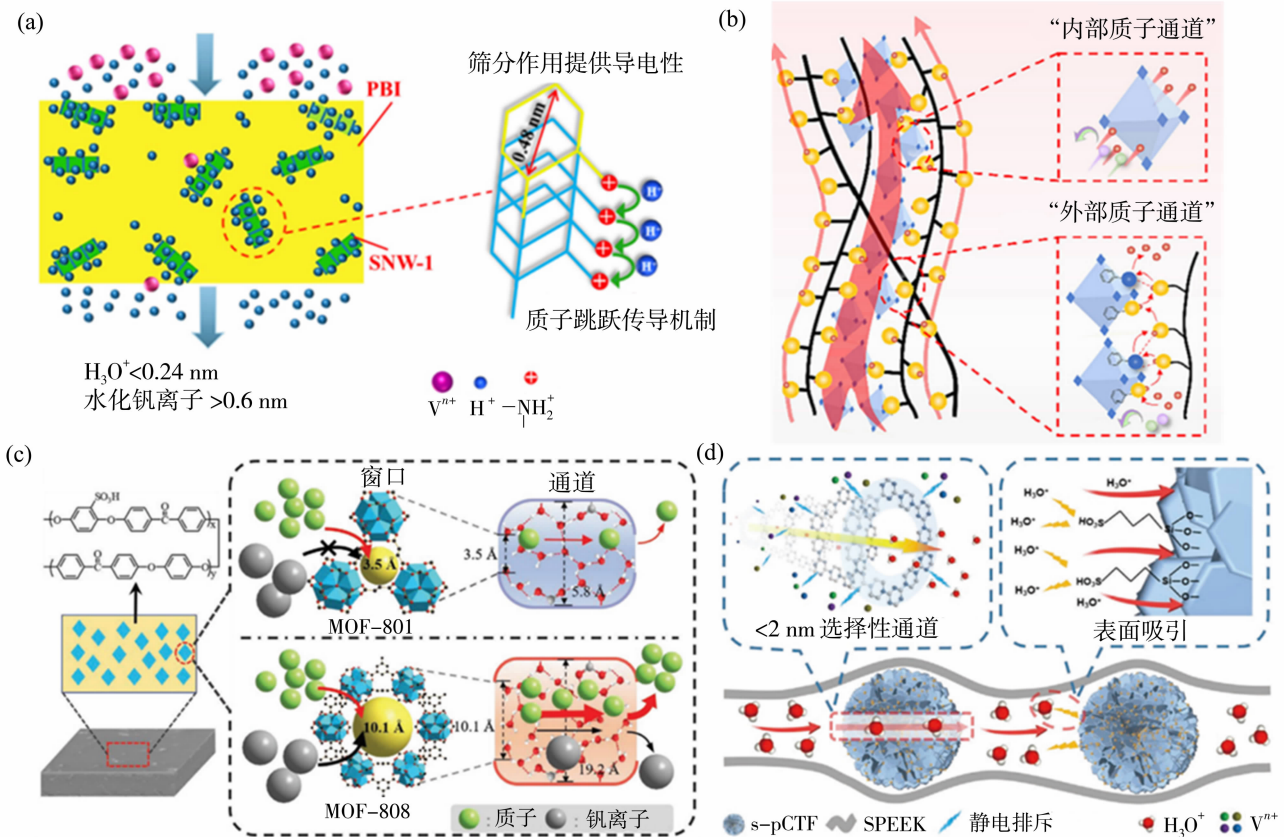 (a)
PBI
SNW-1
筛分作用提供导电性
0.48 nm
H⁺
H⁺
H⁺
质子跳跃传导机制
H₃O⁺<0.24 nm
水化钒离子 >0.6 nm
Vⁿ⁺ H⁺ −NH₂⁺
(b)
“内部质子通道”
“外部质子通道”
(c)
SO₃H
O O C O x
C O O O y
窗口
通道
3.5 Å
3.5 Å
5.8 Å
MOF-801
10.1 Å
10.1 Å
19.2 Å
MOF-808
: 质子 : 钒离子
(d)
<2 nm 选择性通道
H₃O⁺
H₃O⁺
H₃O⁺
H₃O⁺
H₃O⁺
H₃O⁺
HO₃S
HO₃S
Si O O O
Si O O O
表面吸引
s-pCTF SPEEK 静电排斥 H₃O⁺ Vⁿ⁺